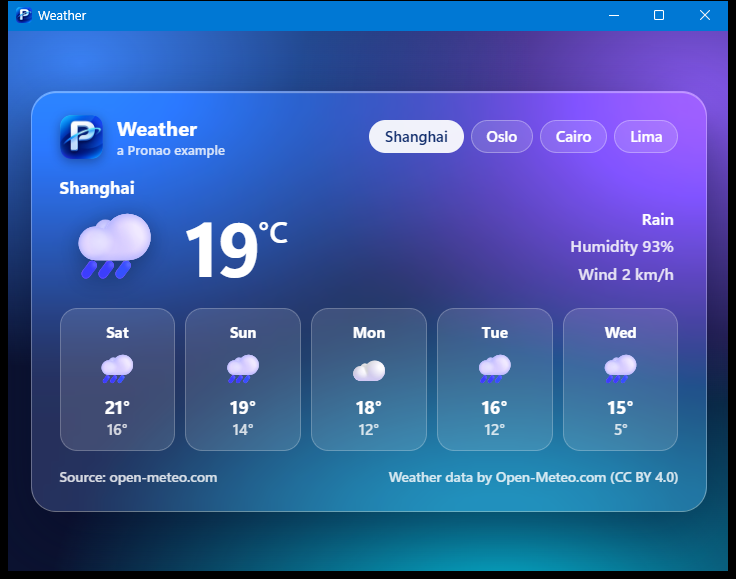 Weather
Weather
a Pronao example
Shanghai Oslo Cairo Lima
Shanghai
19°C
Rain
Humidity 93%
Wind 2 km/h
Sat Sun Mon Tue Wed
21° 19° 18° 16° 15°
16° 14° 12° 12° 5°
Source: open-meteo.com Weather data by Open-Meteo.com (CC BY 4.0)